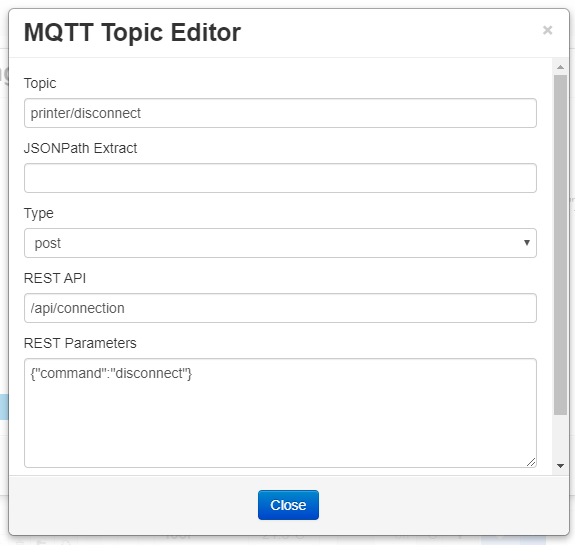 MQTT Topic Editor
×
Topic
printer/disconnect
JSONPath Extract
Type
post
REST API
/api/connection
REST Parameters
{"command":"disconnect"}
Close